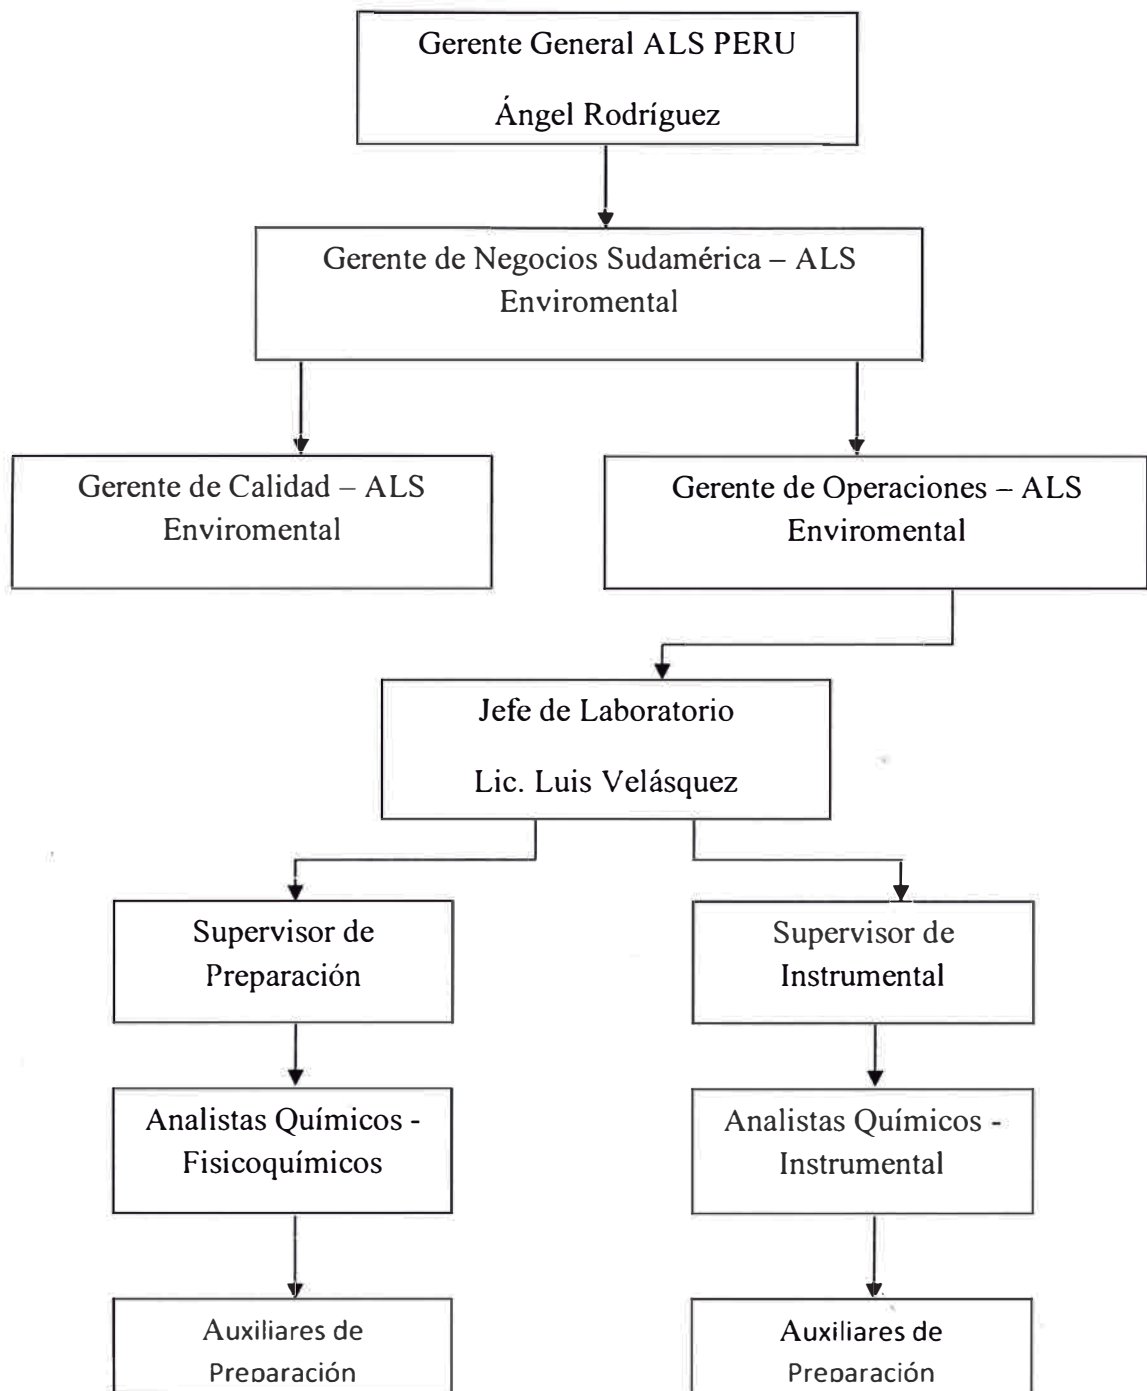 Gerente General ALS PERU
Ángel Rodríguez
Gerente de Negocios Sudamérica – ALS
Enviromental
Gerente de Calidad – ALS
Enviromental
Gerente de Operaciones – ALS
Enviromental
Jefe de Laboratorio
Lic. Luis Velásquez
Supervisor de
Preparación
Supervisor de
Instrumental
Analistas Químicos -
Fisicoquímicos
Analistas Químicos -
Instrumental
Auxiliares de
Preparación
Auxiliares de
Preparación